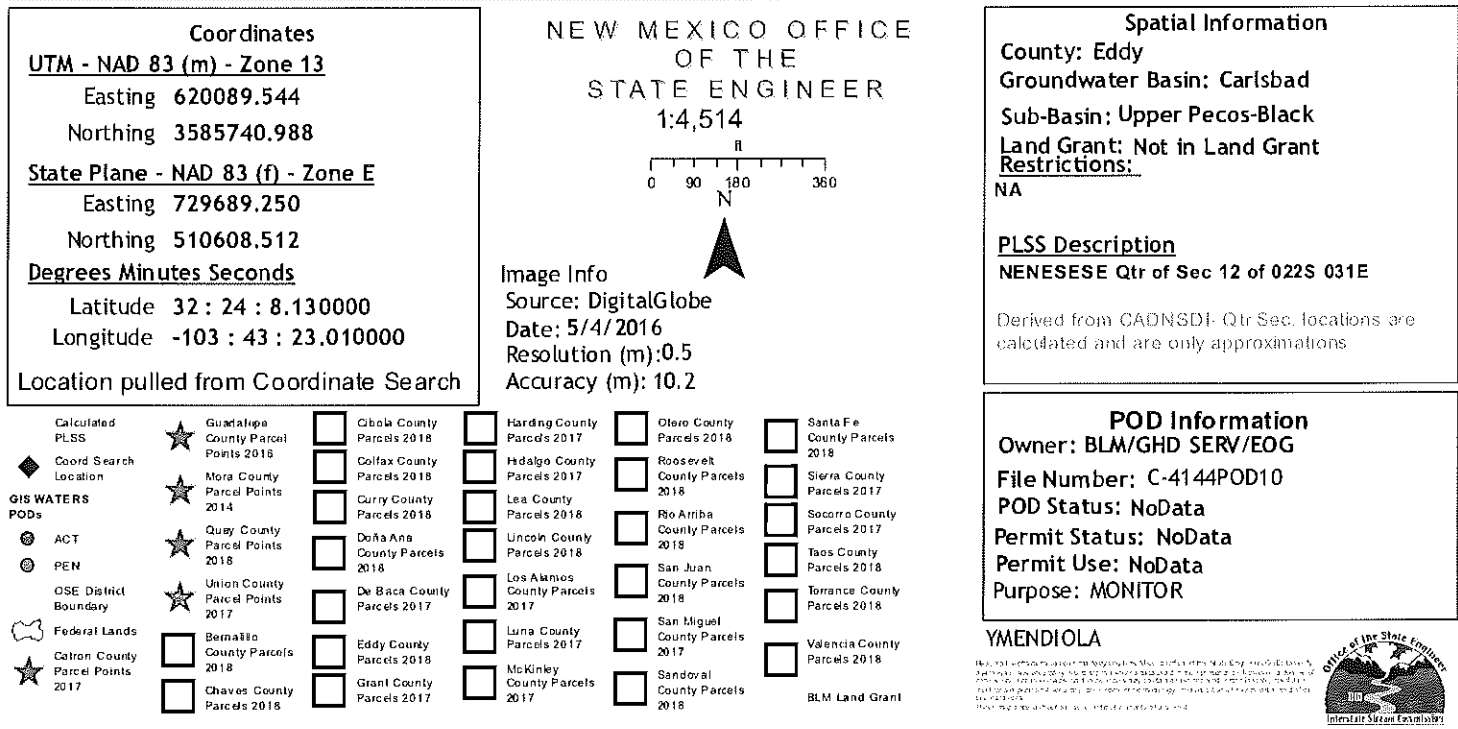 Coordinates
UTM - NAD 83 (m) - Zone 13
Easting 620089.544
Northing 3585740.988
State Plane - NAD 83 (f) - Zone E
Easting 729689.250
Northing 510608.512
Degrees Minutes Seconds
Latitude 32 : 24 : 8.130000
Longitude -103 : 43 : 23.010000
Location pulled from Coordinate Search
NEW MEXICO OFFICE
OF THE
STATE ENGINEER
1:4,514
ft
0 90 180 360
N
Image Info
Source: DigitalGlobe
Date: 5/4/2016
Resolution (m):0.5
Accuracy (m): 10.2
Spatial Information
County: Eddy
Groundwater Basin: Carlsbad
Sub-Basin: Upper Pecos-Black
Land Grant: Not in Land Grant
Restrictions:
NA
PLSS Description
NENESESE Qtr of Sec 12 of 022S 031E
Derived from CADNSDI- Qtr Sec. locations are
calculated and are only approximations
POD Information
Owner: BLM/GHD SERV/EOG
File Number: C-4144POD10
POD Status: NoData
Permit Status: NoData
Permit Use: NoData
Purpose: MONITOR
YMENDIOLA
Calculated
PLSS
Coord Search
Location
GIS WATERS
PODs
ACT
PEN
OSE District
Boundary
Federal Lands
Catron County
Parcel Points
2017
Guadalupe
County Parcel
Points 2016
Mora County
Parcel Points
2014
Quay County
Parcel Points
2018
Union County
Parcel Points
2017
Bernalillo
County Parcels
2018
Chaves County
Parcels 2018
Cibola County
Parcels 2018
Colfax County
Parcels 2018
Curry County
Parcels 2018
Doña Ana
County Parcels
2018
De Baca County
Parcels 2017
Eddy County
Parcels 2018
Grant County
Parcels 2017
Harding County
Parcels 2017
Hidalgo County
Parcels 2017
Lea County
Parcels 2018
Lincoln County
Parcels 2018
Los Alamos
County Parcels
2017
Luna County
Parcels 2017
McKinley
County Parcels
2017
Otero County
Parcels 2018
Roosevelt
County Parcels
2018
Rio Arriba
County Parcels
2018
San Juan
County Parcels
2018
San Miguel
County Parcels
2017
Sandoval
County Parcels
2018
Santa Fe
County Parcels
2018
Sierra County
Parcels 2017
Socorro County
Parcels 2017
Taos County
Parcels 2018
Torrance County
Parcels 2018
Valencia County
Parcels 2018
BLM Land Grant
Office of the State Engineer
Interstate Stream Commission